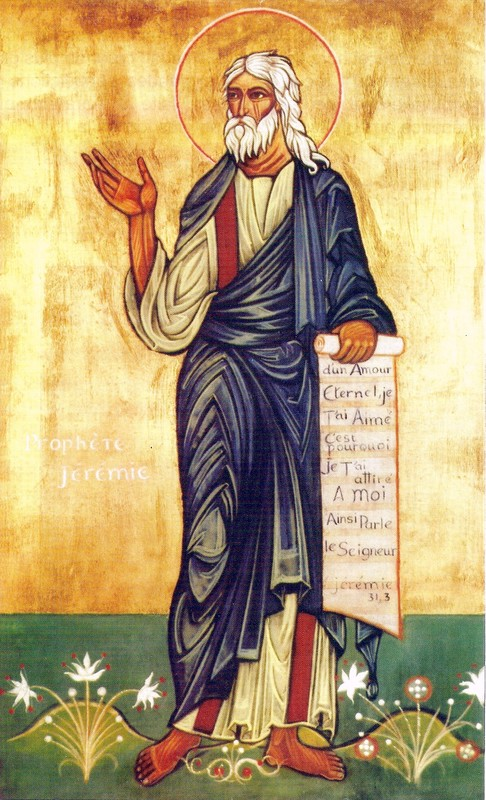 Prophète
Jérémie
d'un Amour
Eternel, je
T'ai Aimé
C'est
pourquoi
je T'ai
attiré
A moi
Ainsi Parle
le Seigneur
jérémie
31,3